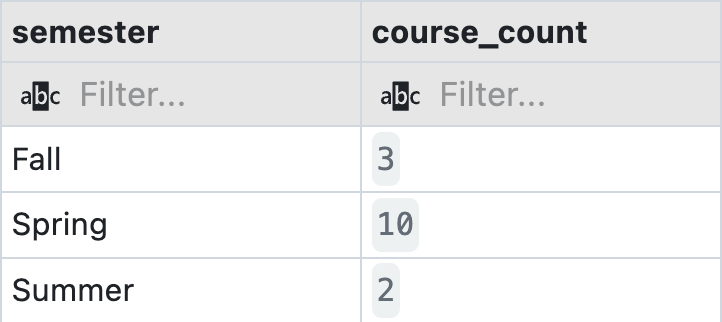 semester course_count
abc Filter... abc Filter...
Fall 3
Spring 10
Summer 2